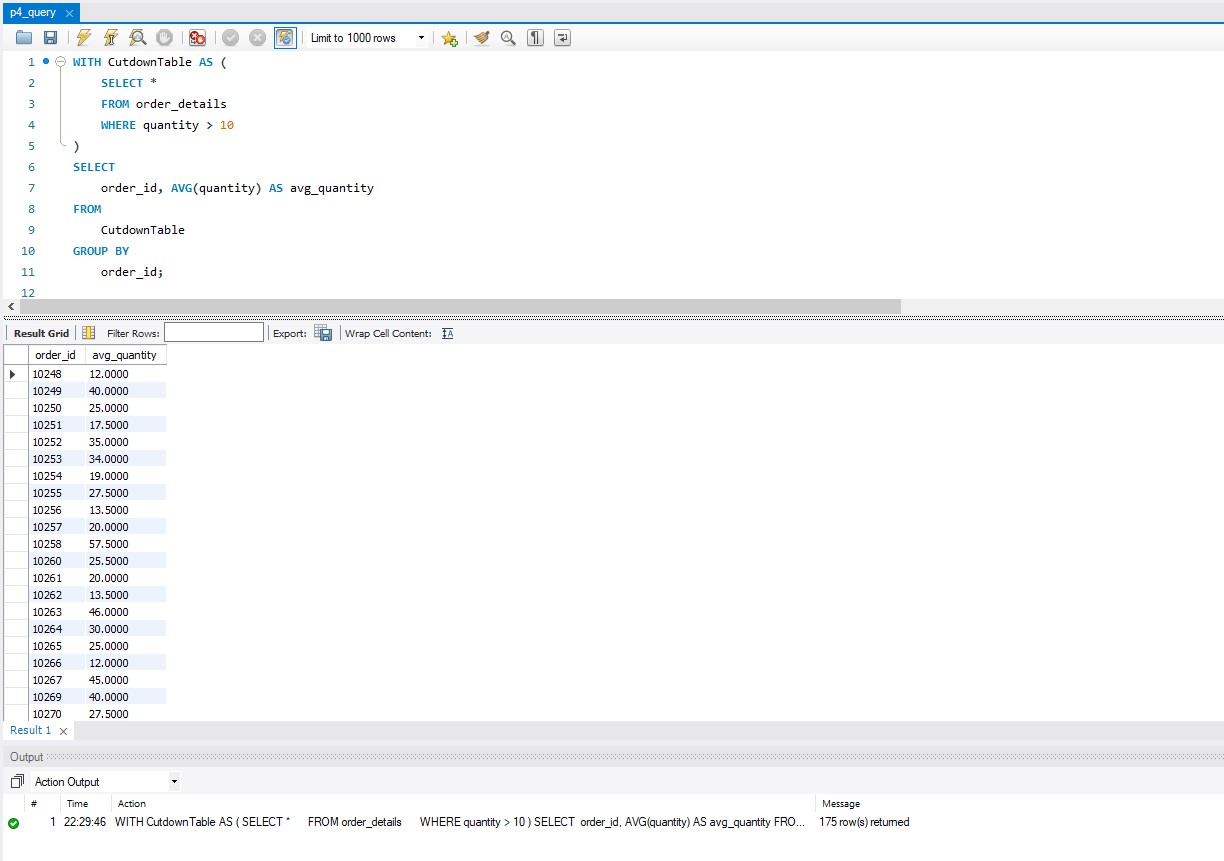 p4_query
Limit to 1000 rows
1 WITH CutdownTable AS (
2 SELECT *
3 FROM order_details
4 WHERE quantity > 10
5 )
6 SELECT
7 order_id, AVG(quantity) AS avg_quantity
8 FROM
9 CutdownTable
10 GROUP BY
11 order_id;
12
Result Grid Filter Rows: Export: Wrap Cell Content:
order_id avg_quantity
10248 12.0000
10249 40.0000
10250 25.0000
10251 17.5000
10252 35.0000
10253 34.0000
10254 19.0000
10255 27.5000
10256 13.5000
10257 20.0000
10258 57.5000
10260 25.5000
10261 20.0000
10262 13.5000
10263 46.0000
10264 30.0000
10265 25.0000
10266 12.0000
10267 45.0000
10269 40.0000
10270 27.5000
Result 1
Output
Action Output
# Time Action Message
1 22:29:46 WITH CutdownTable AS ( SELECT * FROM order_details WHERE quantity > 10 ) SELECT order_id, AVG(quantity) AS avg_quantity FRO... 175 row(s) returned